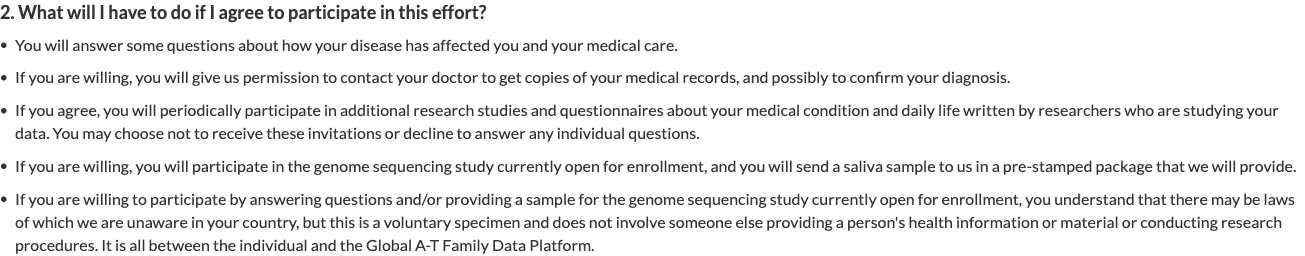 2. What will I have to do if I agree to participate in this effort?
• You will answer some questions about how your disease has affected you and your medical care.
• If you are willing, you will give us permission to contact your doctor to get copies of your medical records, and possibly to confirm your diagnosis.
• If you agree, you will periodically participate in additional research studies and questionnaires about your medical condition and daily life written by researchers who are studying your
data. You may choose not to receive these invitations or decline to answer any individual questions.
• If you are willing, you will participate in the genome sequencing study currently open for enrollment, and you will send a saliva sample to us in a pre-stamped package that we will provide.
• If you are willing to participate by answering questions and/or providing a sample for the genome sequencing study currently open for enrollment, you understand that there may be laws
of which we are unaware in your country, but this is a voluntary specimen and does not involve someone else providing a person's health information or material or conducting research
procedures. It is all between the individual and the Global A-T Family Data Platform.